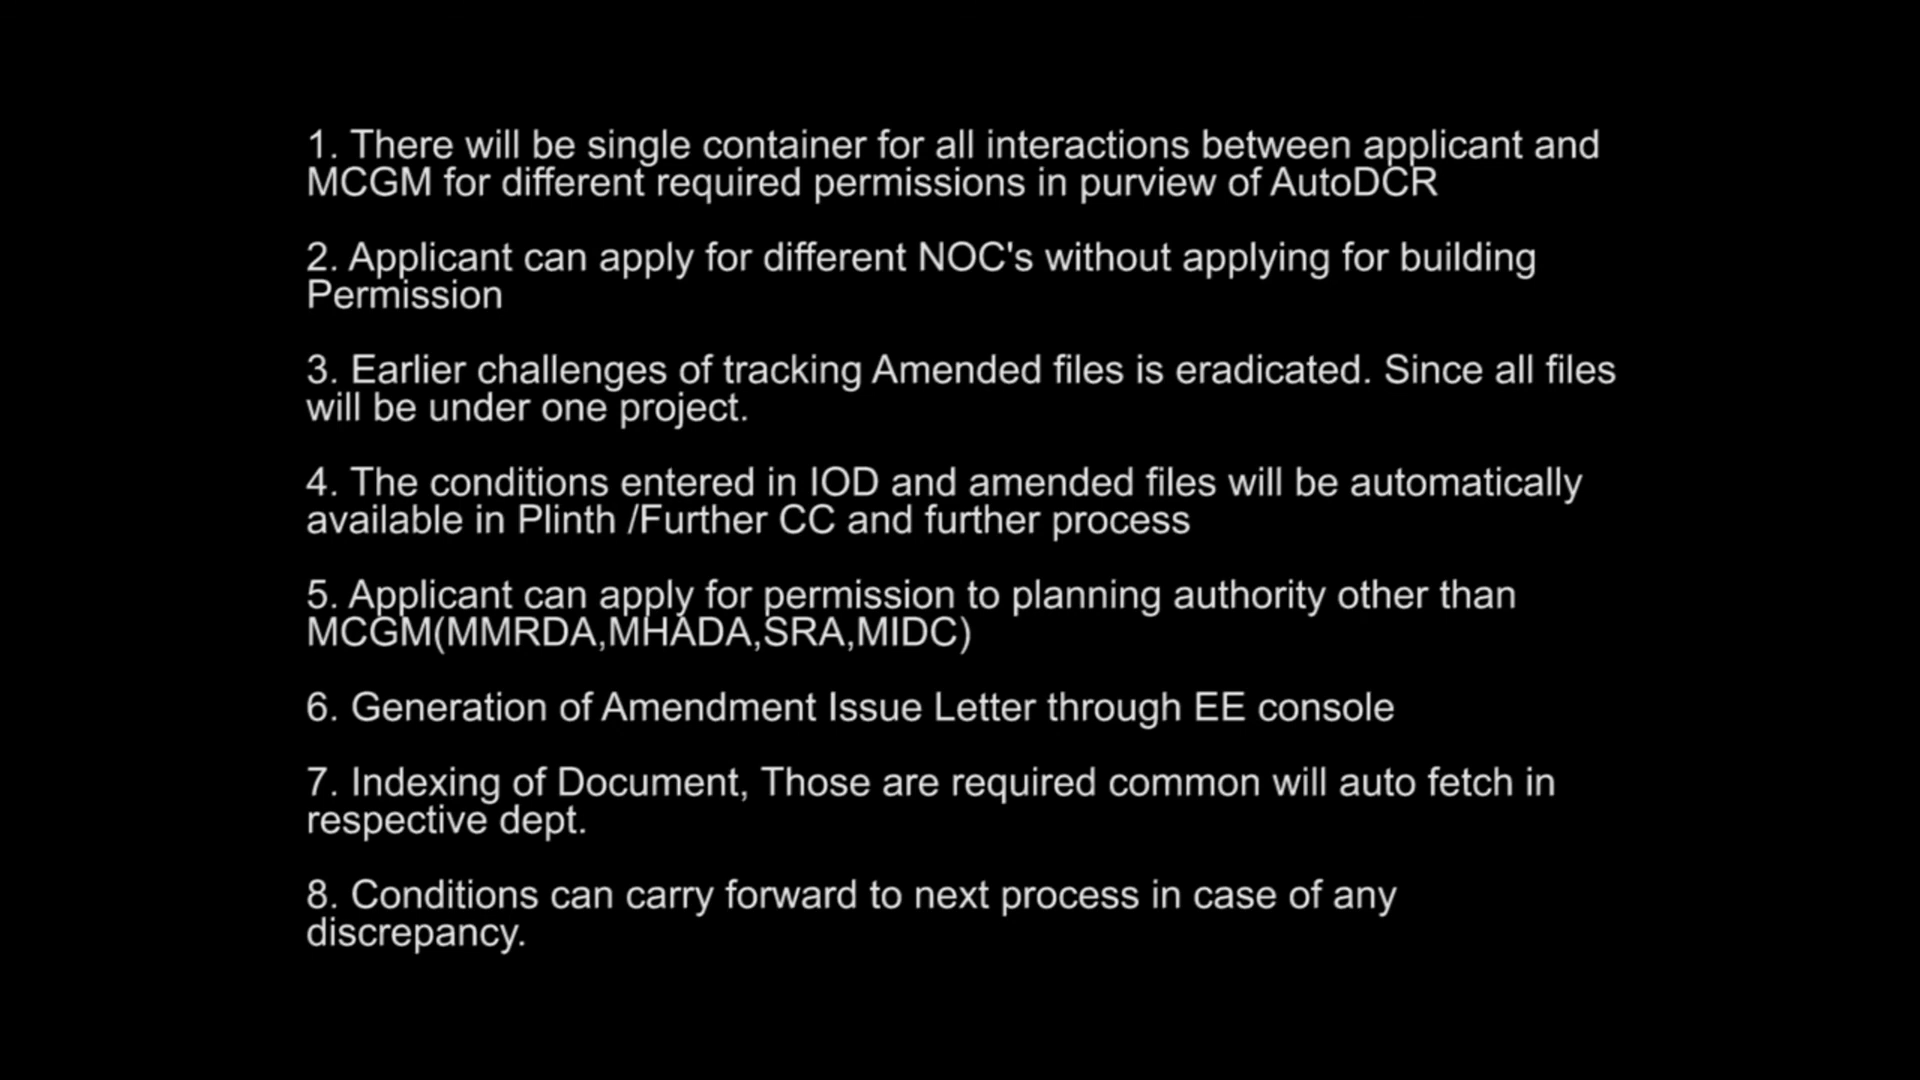 1. There will be single container for all interactions between applicant and
MCGM for different required permissions in purview of AutoDCR
2. Applicant can apply for different NOC's without applying for building
Permission
3. Earlier challenges of tracking Amended files is eradicated. Since all files
will be under one project.
4. The conditions entered in IOD and amended files will be automatically
available in Plinth /Further CC and further process
5. Applicant can apply for permission to planning authority other than
MCGM(MMRDA,MHADA,SRA,MIDC)
6. Generation of Amendment Issue Letter through EE console
7. Indexing of Document, Those are required common will auto fetch in
respective dept.
8. Conditions can carry forward to next process in case of any
discrepancy.